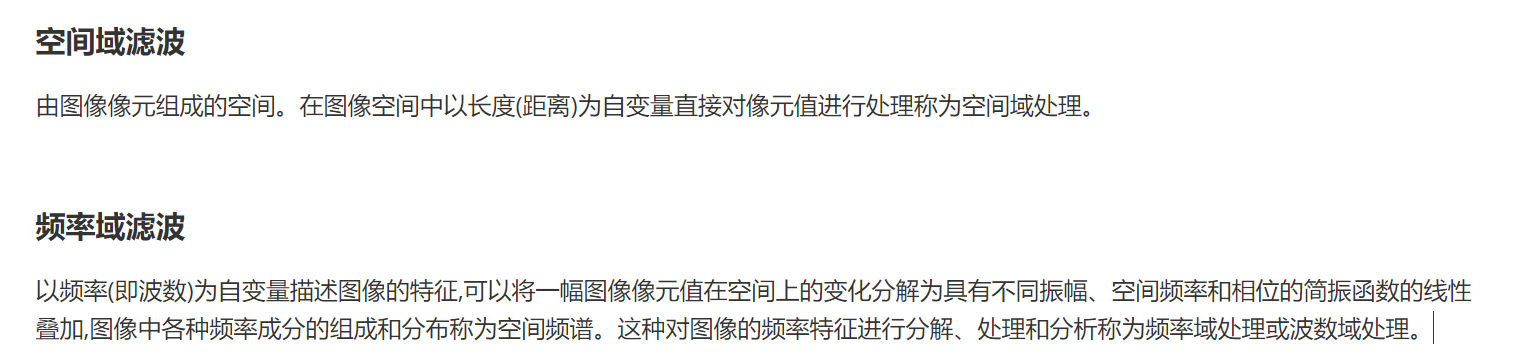 空间域滤波
由图像像元组成的空间。在图像空间中以长度(距离)为自变量直接对像元值进行处理称为空间域处理。
频率域滤波
以频率(即波数)为自变量描述图像的特征,可以将一幅图像像元值在空间上的变化分解为具有不同振幅、空间频率和相位的简振函数的线性
叠加,图像中各种频率成分的组成和分布称为空间频谱。这种对图像的频率特征进行分解、处理和分析称为频率域处理或波数域处理。